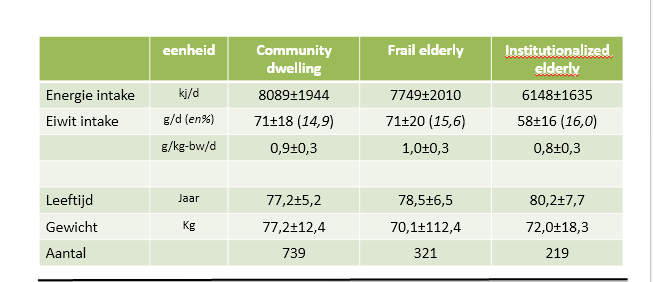 eenheid Community dwelling Frail elderly Institutionalized elderly
Energie intake kj/d 8089±1944 7749±2010 6148±1635
Eiwit intake g/d (en%) 71±18 (14,9) 71±20 (15,6) 58±16 (16,0)
g/kg-bw/d 0,9±0,3 1,0±0,3 0,8±0,3
Leeftijd Jaar 77,2±5,2 78,5±6,5 80,2±7,7
Gewicht Kg 77,2±12,4 70,1±112,4 72,0±18,3
Aantal 739 321 219